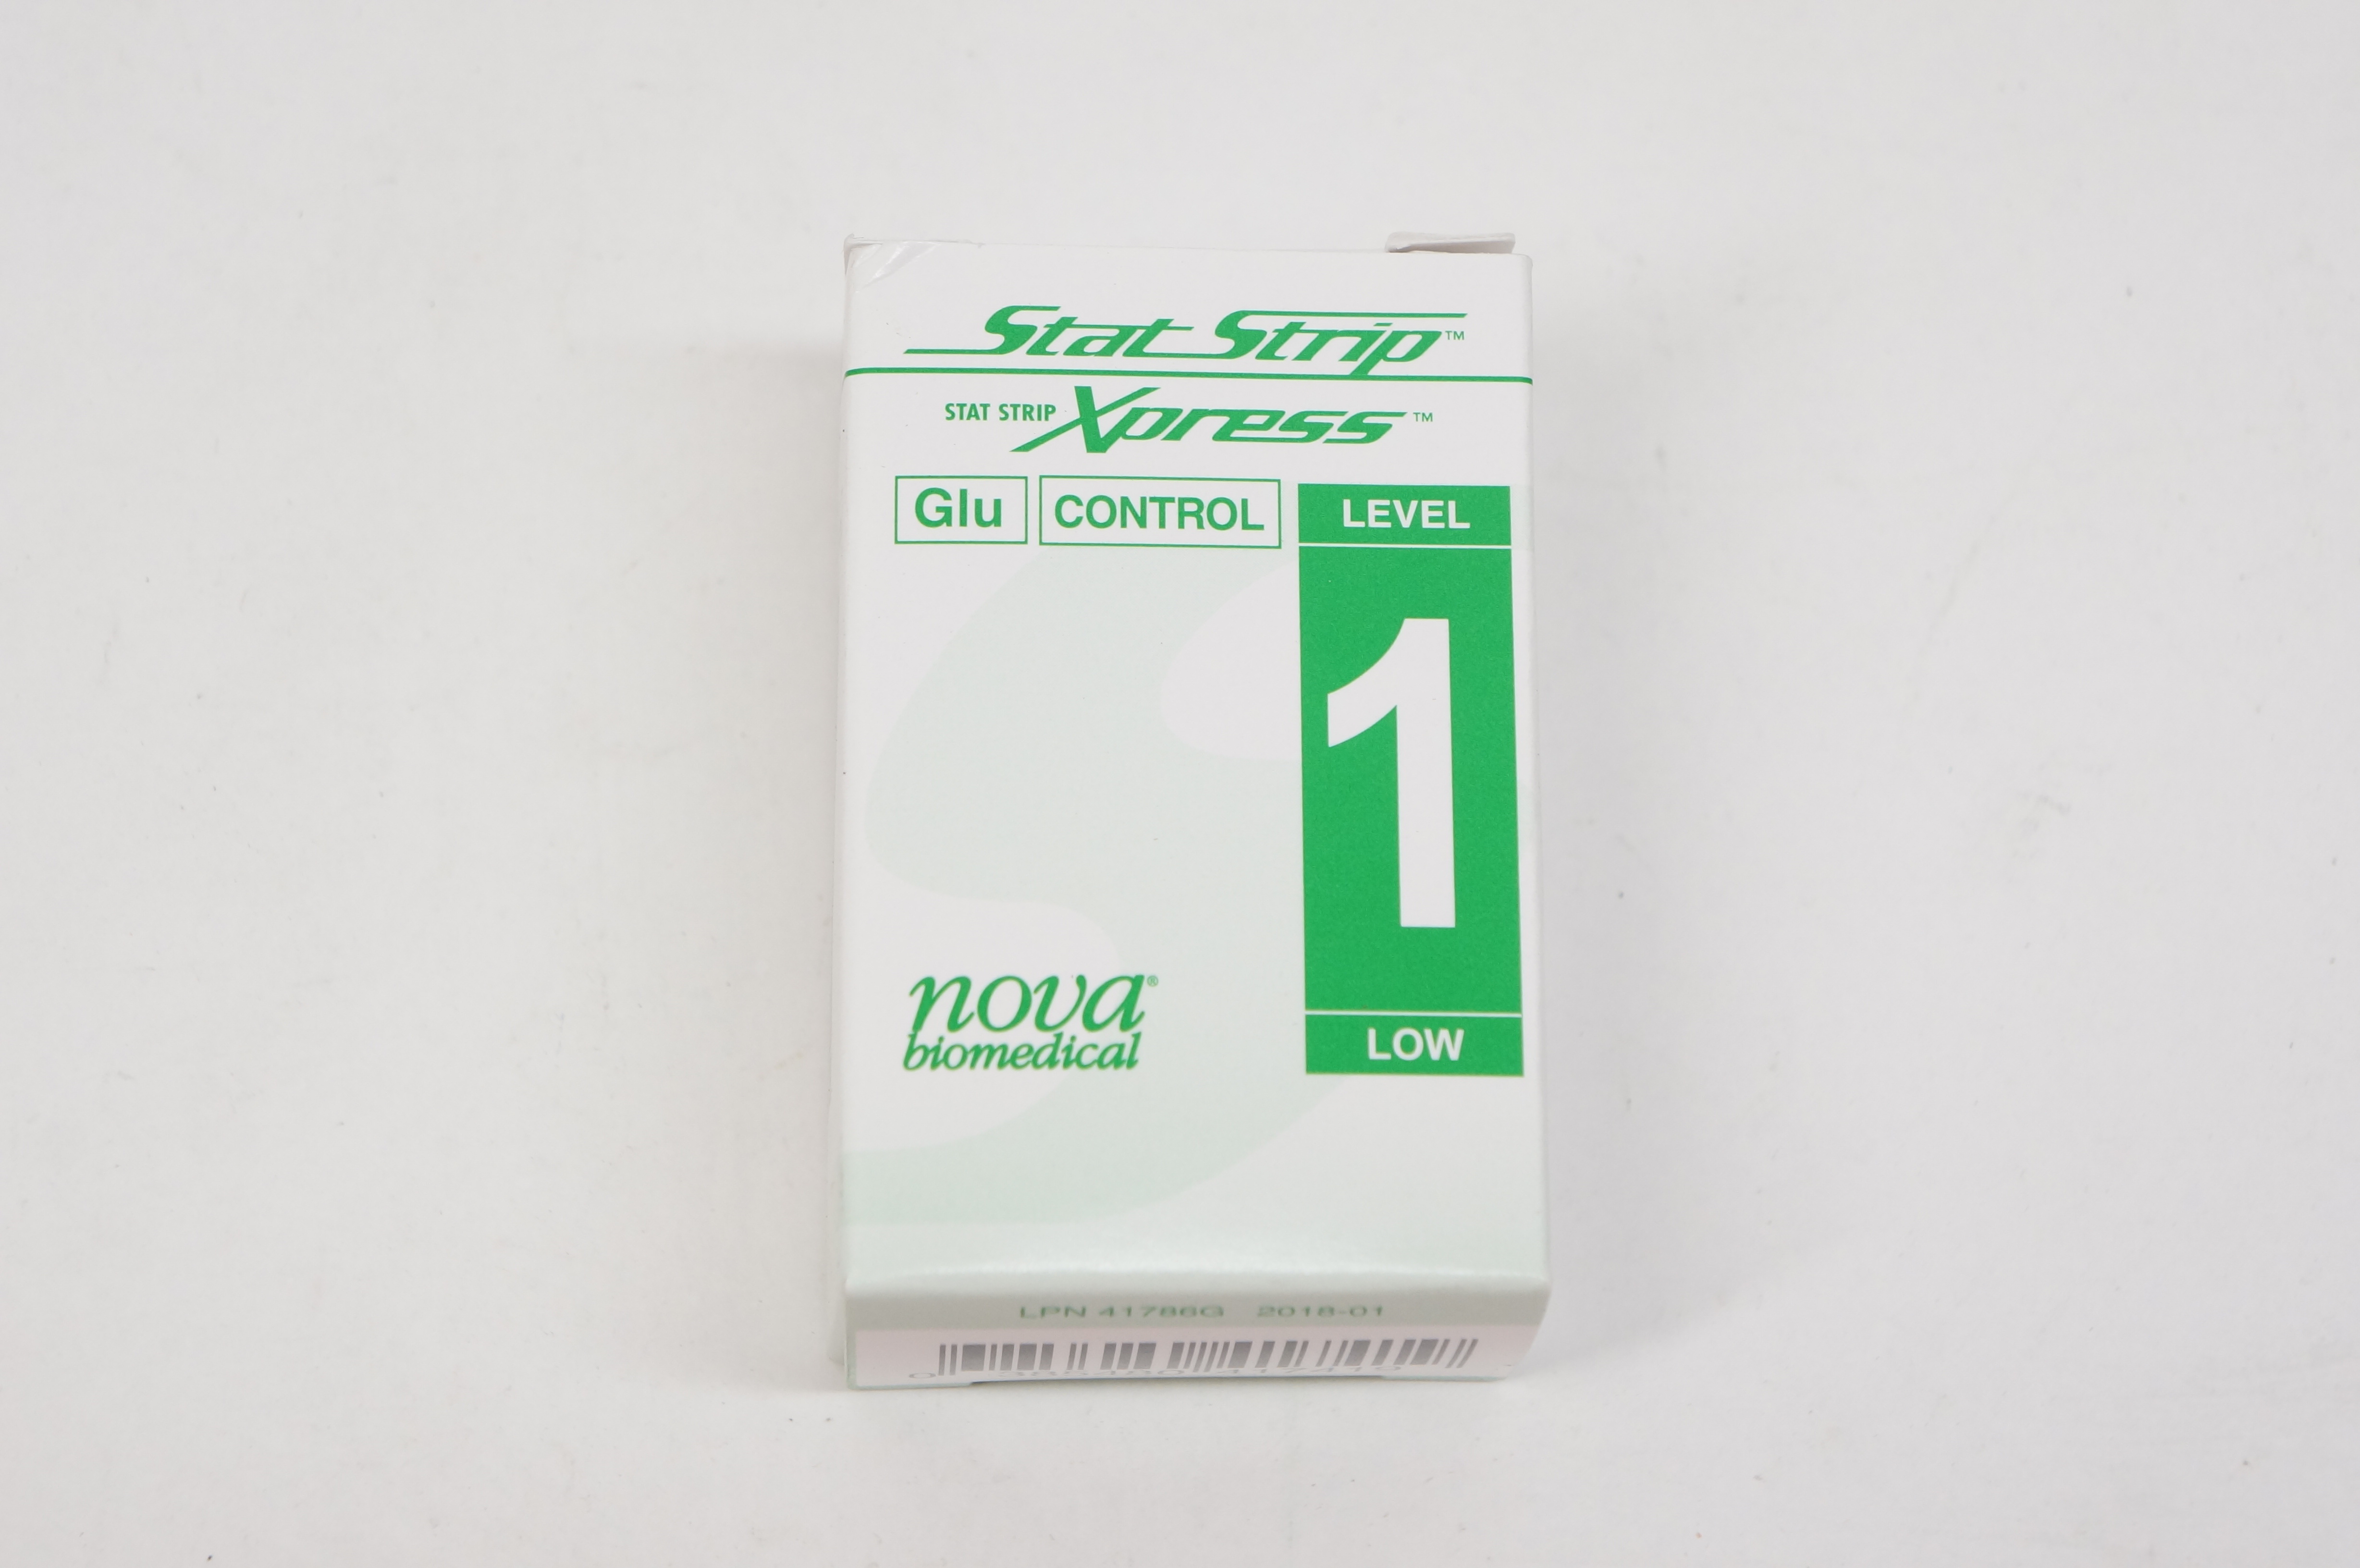 Stat Strip™
STAT STRIP Xpress™
Glu CONTROL LEVEL
1
nova®
biomedical
LOW
LPN 41786G 2018-01